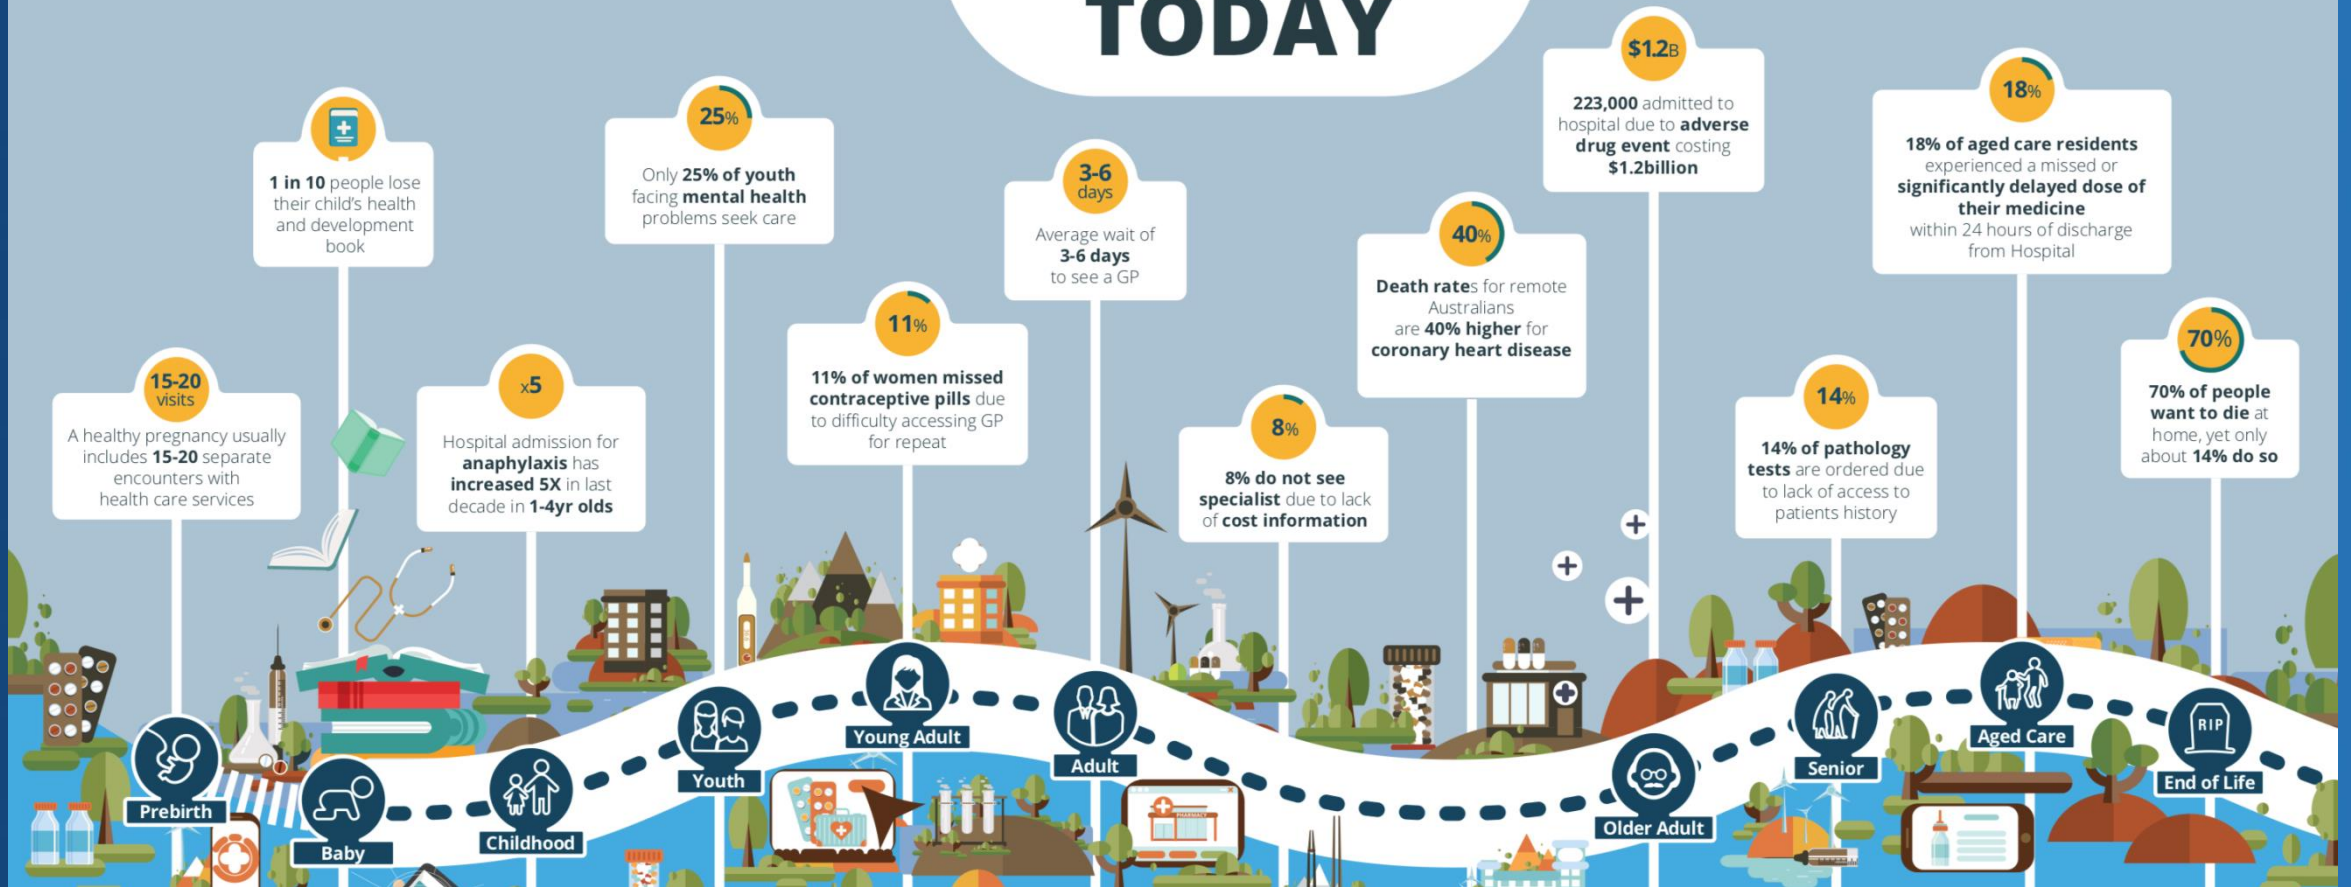 TODAY
1 in 10 people lose
their child's health
and development
book
25%
Only 25% of youth
facing mental health
problems seek care
3-6
days
Average wait of
3-6 days
to see a GP
$1.2B
223,000 admitted to
hospital due to adverse
drug event costing
$1.2billion
18%
18% of aged care residents
experienced a missed or
significantly delayed dose of
their medicine
within 24 hours of discharge
from Hospital
40%
Death rates for remote
Australians
are 40% higher for
coronary heart disease
15-20
visits
A healthy pregnancy usually
includes 15-20 separate
encounters with
health care services
x5
Hospital admission for
anaphylaxis has
increased 5X in last
decade in 1-4yr olds
11%
11% of women missed
contraceptive pills due
to difficulty accessing GP
for repeat
8%
8% do not see
specialist due to lack
of cost information
14%
14% of pathology
tests are ordered due
to lack of access to
patients history
70%
70% of people
want to die at
home, yet only
about 14% do so
Prebirth
Baby
Childhood
Youth
Young Adult
Adult
PHARMACY
Older Adult
Senior
Aged Care
RIP
End of Life